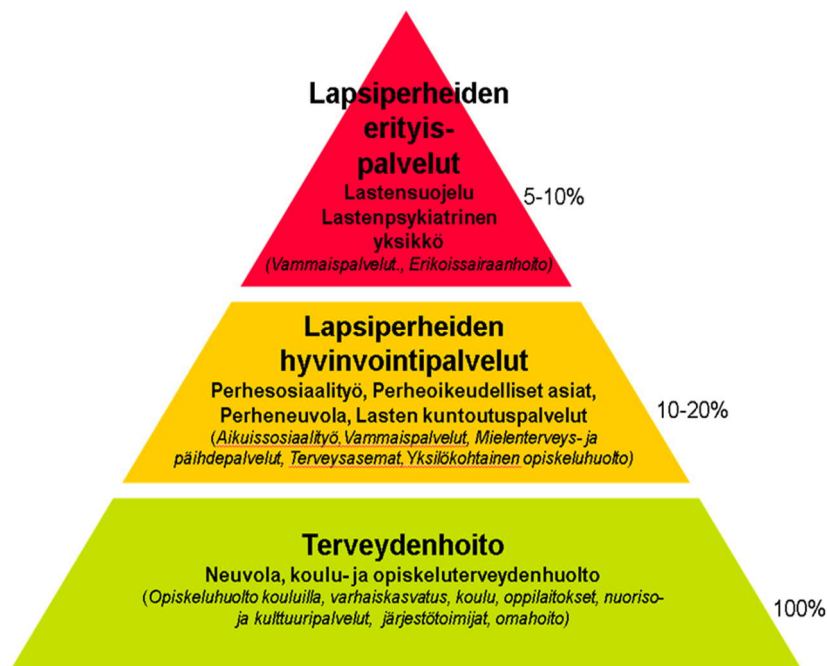 Lapsiperheiden
erityis-
palvelut
Lastensuojelu
Lastenpsykiatrinen
yksikkö
(Vammaispalvelut., Erikoissairaanhoito)
5-10%
Lapsiperheiden
hyvinvointipalvelut
Perhesosiaalityö, Perheoikeudelliset asiat,
Perheneuvola, Lasten kuntoutuspalvelut
(Aikuissosiaalityö, Vammaispalvelut, Mielenterveys- ja
päihdepalvelut, Terveysasemat, Yksilökohtainen opiskeluhuolto)
10-20%
Terveydenhoito
Neuvola, koulu- ja opiskeluterveydenhuolto
(Opiskeluhuolto kouluilla, varhaiskasvatus, koulu, oppilaitokset, nuoriso-
ja kulttuuripalvelut, järjestötoimijat, omahoito)
100%